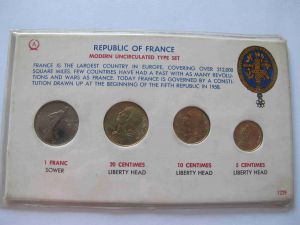 REPUBLIC OF FRANCE
MODERN UNCIRCULATED TYPE SET
FRANCE IS THE LARGEST COUNTRY IN EUROPE, COVERING OVER 212,000
SQUARE MILES. FEW COUNTRIES HAVE HAD A PAST WITH AS MANY REVOLU-
TIONS AND WARS AS FRANCE. TODAY FRANCE IS GOVERNED BY A CONSTI-
TUTION DRAWN UP AT THE BEGINNING OF THE FIFTH REPUBLIC IN 1958.
1 FRANC
SOWER
20 CENTIMES
LIBERTY HEAD
10 CENTIMES
LIBERTY HEAD
5 CENTIMES
LIBERTY HEAD